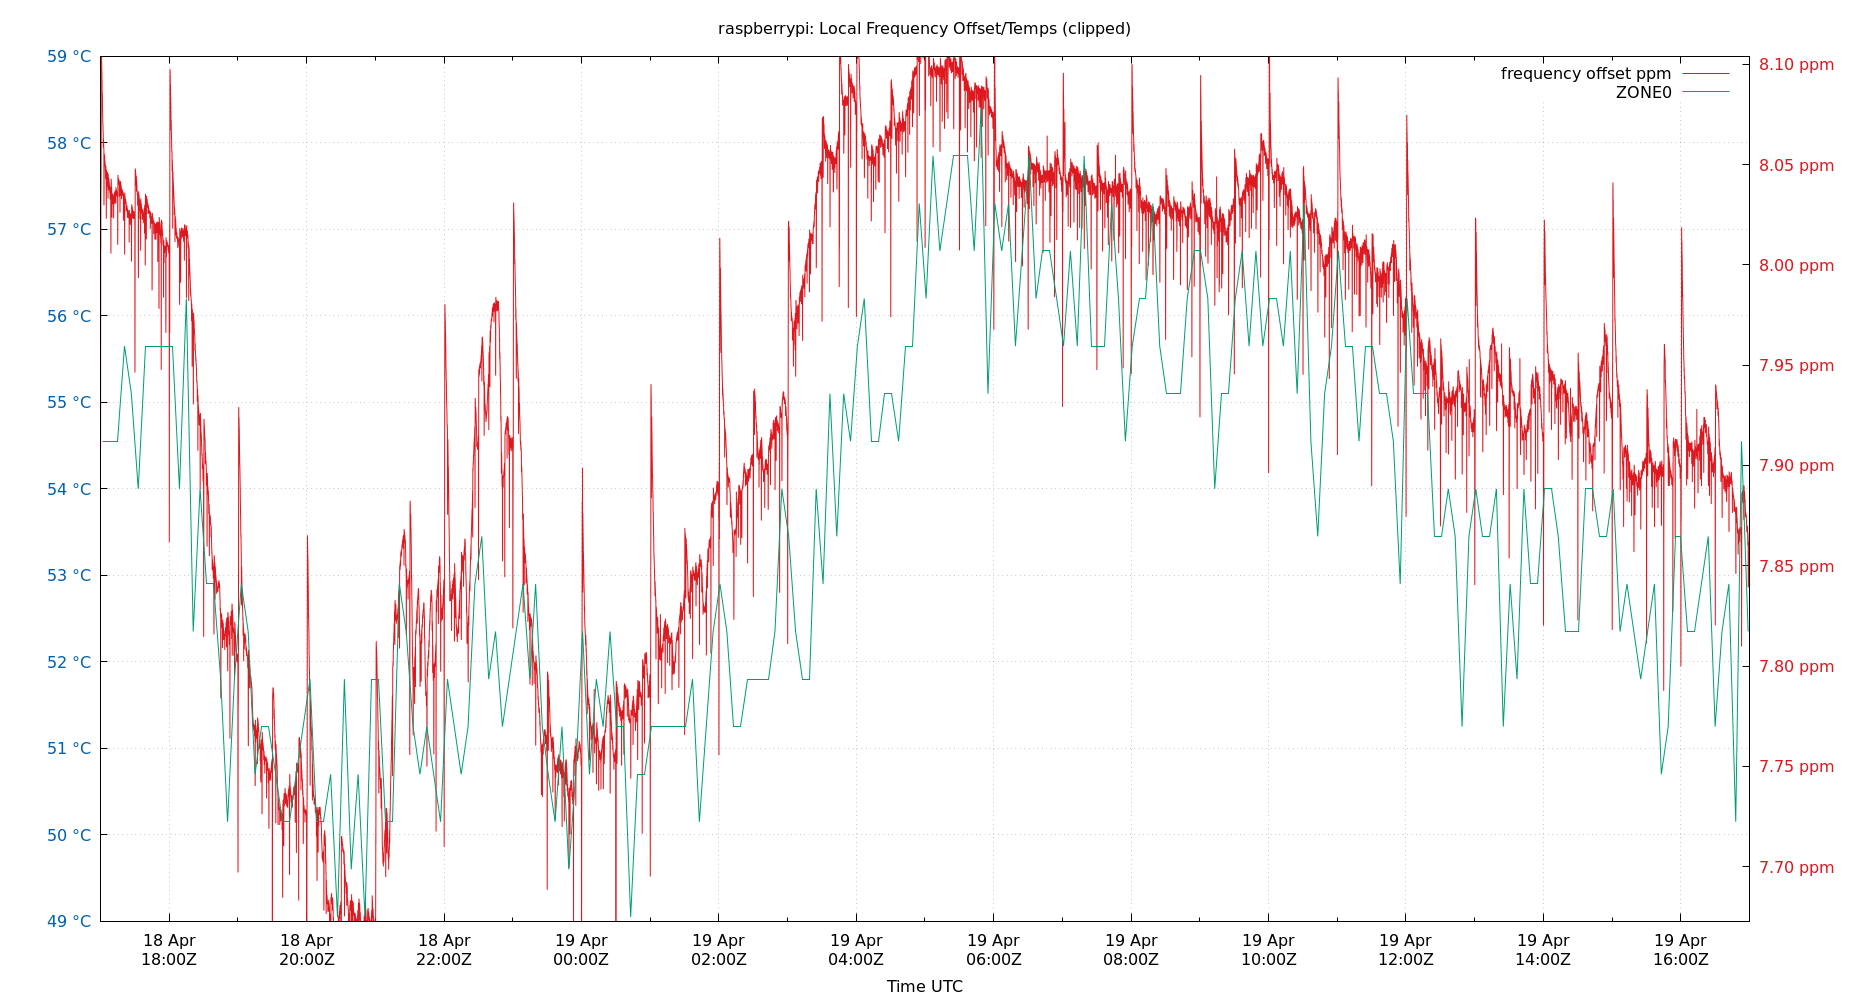 raspberrypi: Local Frequency Offset/Temps (clipped)
59 °C
58 °C
57 °C
56 °C
55 °C
54 °C
53 °C
52 °C
51 °C
50 °C
49 °C
8.10 ppm
8.05 ppm
8.00 ppm
7.95 ppm
7.90 ppm
7.85 ppm
7.80 ppm
7.75 ppm
7.70 ppm
frequency offset ppm
ZONE0
18 Apr
18:00Z
18 Apr
20:00Z
18 Apr
22:00Z
19 Apr
00:00Z
19 Apr
02:00Z
19 Apr
04:00Z
19 Apr
06:00Z
19 Apr
08:00Z
19 Apr
10:00Z
19 Apr
12:00Z
19 Apr
14:00Z
19 Apr
16:00Z
Time UTC